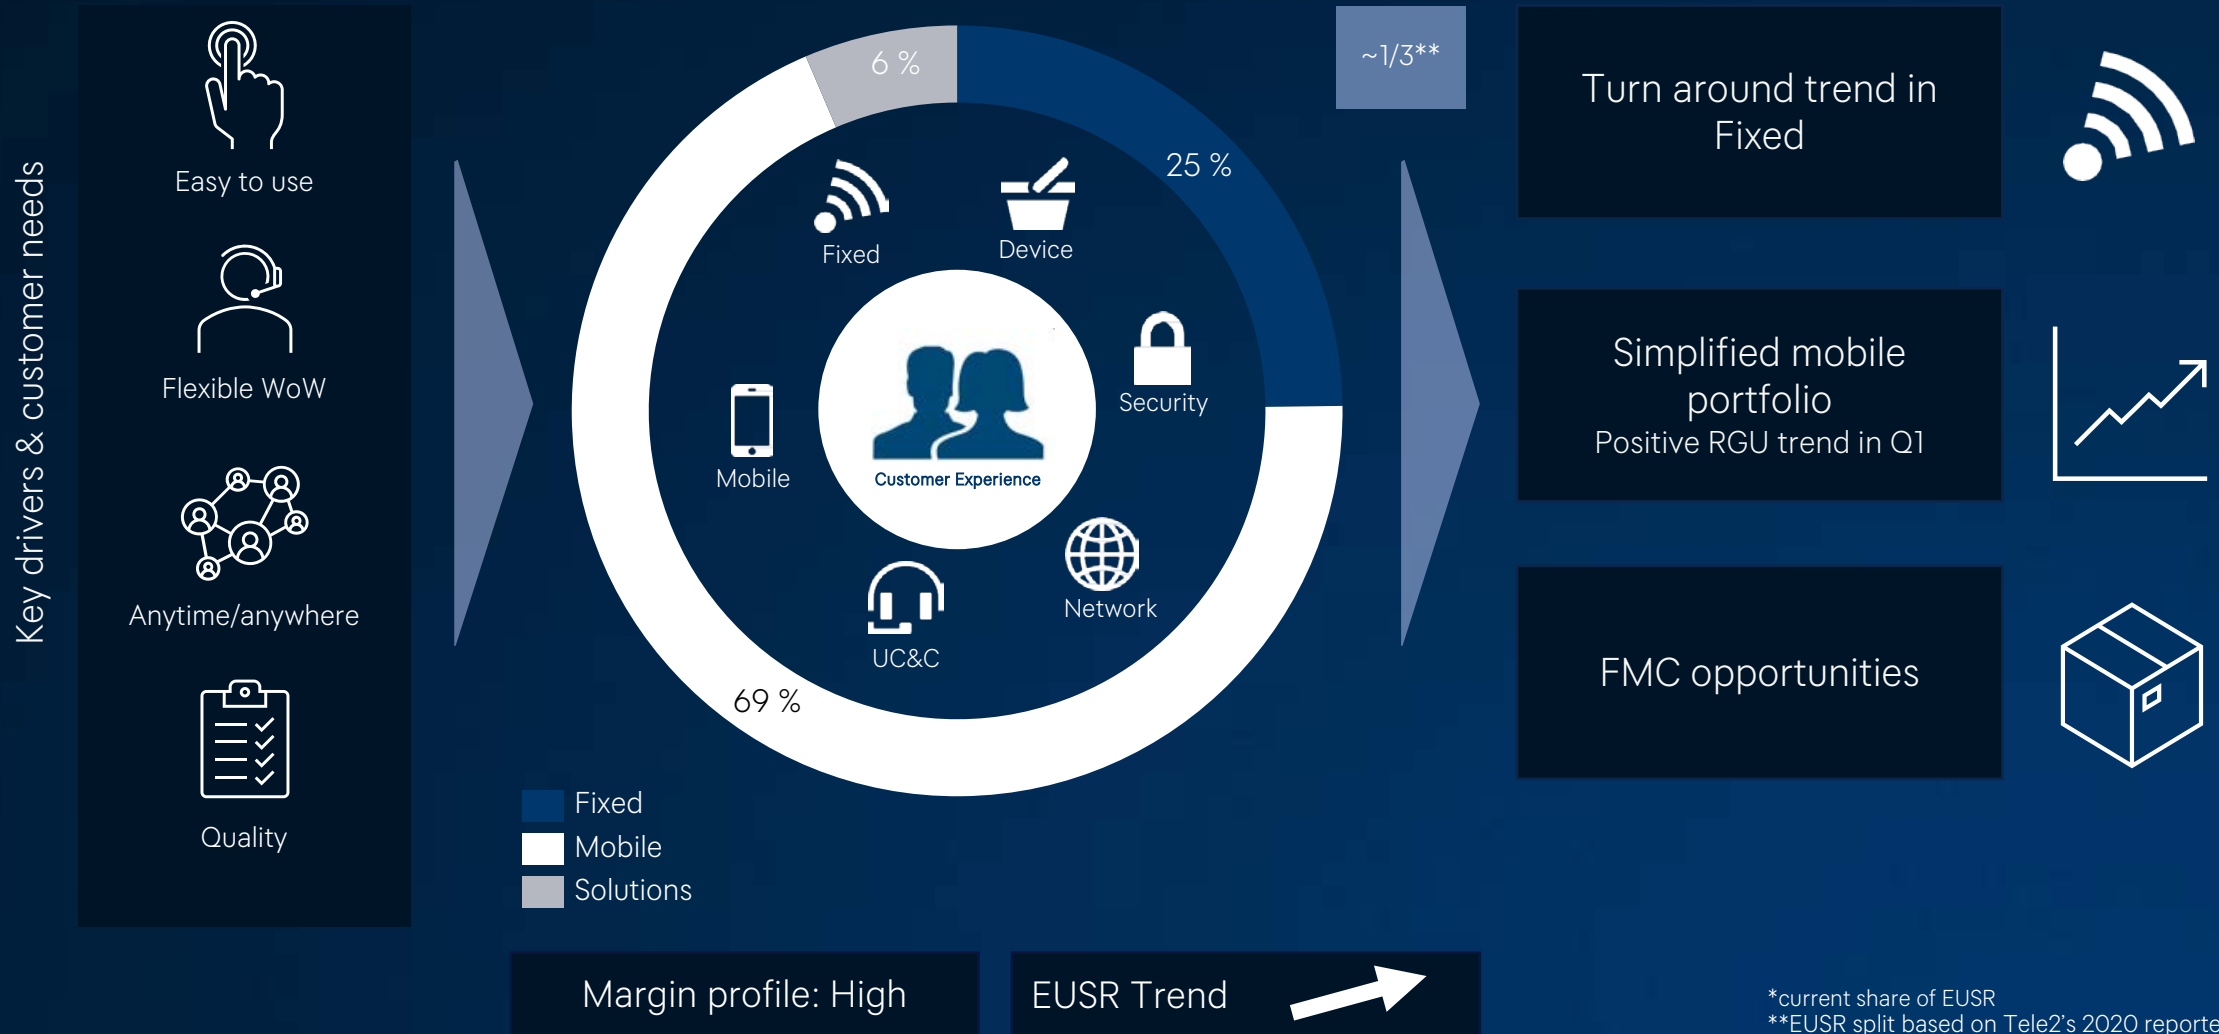 Key drivers & customer needs
Easy to use
Flexible WoW
Anytime/anywhere
Quality
6 %
25 %
69 %
Fixed
Device
Security
Mobile
Customer Experience
Network
UC&C
Fixed
Mobile
Solutions
Margin profile: High
EUSR Trend
~1/3**
Turn around trend in
Fixed
Simplified mobile
portfolio
Positive RGU trend in Q1
FMC opportunities
*current share of EUSR
**EUSR split based on Tele2's 2020